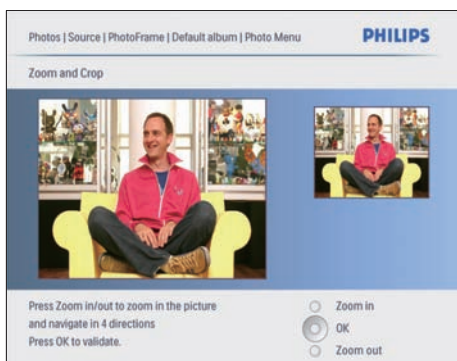 Photos | Source | PhotoFrame | Default album | Photo Menu
PHILIPS
Zoom and Crop
Press Zoom in/out to zoom in the picture
and navigate in 4 directions
Press OK to validate.
Zoom in
OK
Zoom out